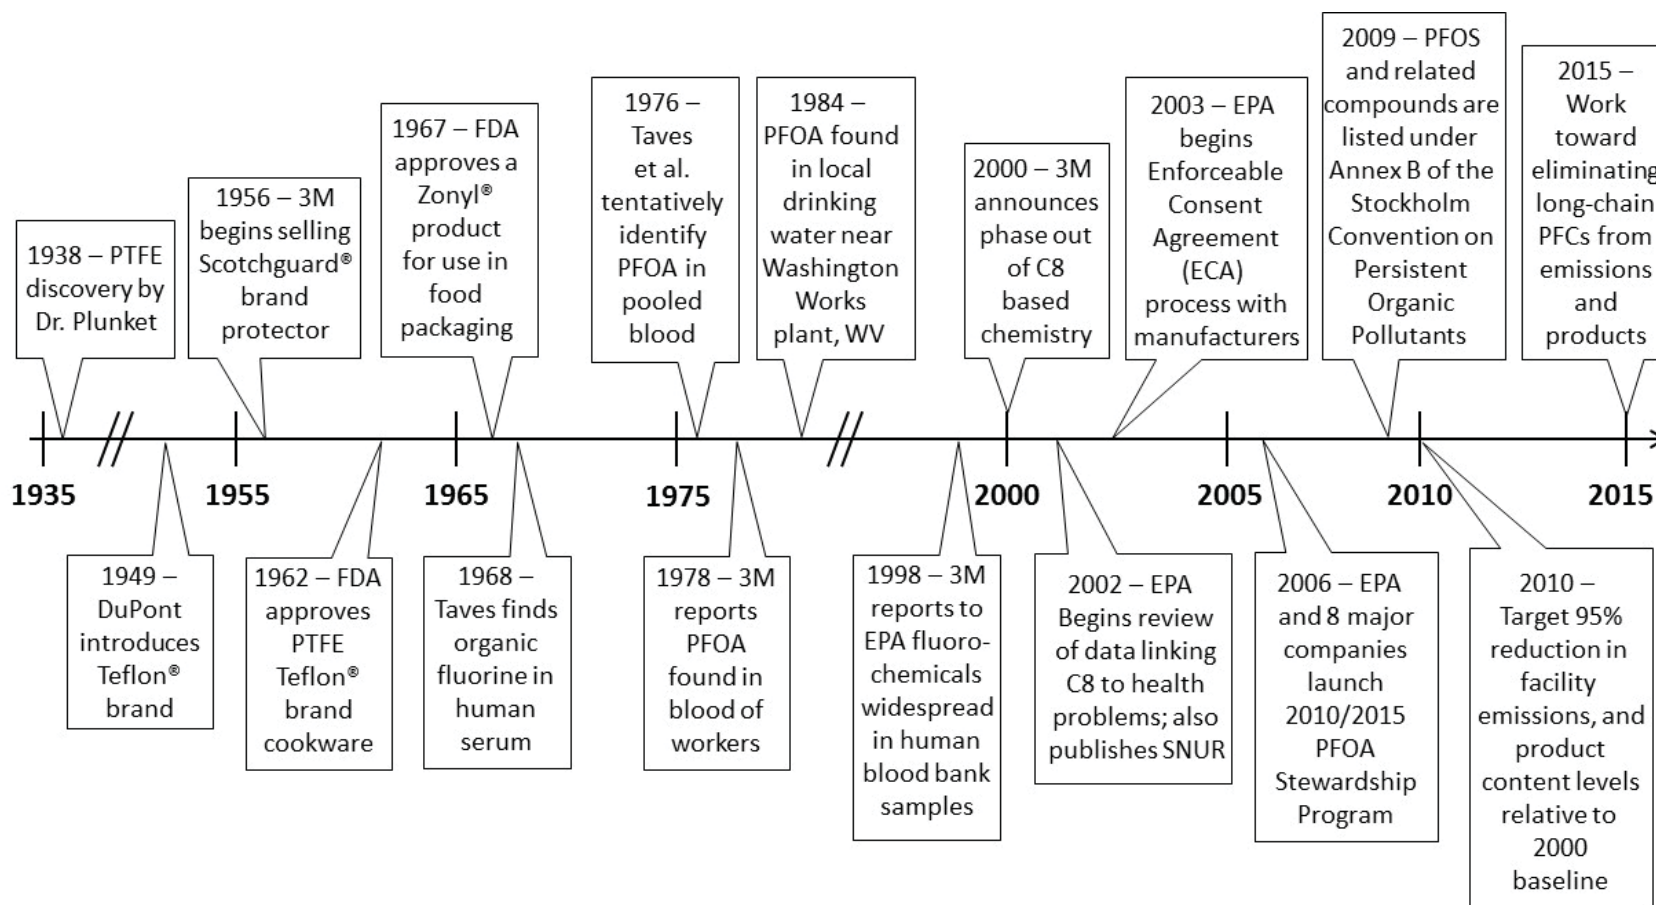 1938 – PTFE
discovery by
Dr. Plunket
1956 – 3M
begins selling
Scotchguard®
brand
protector
1967 – FDA
approves a
Zonyl®
product
for use in
food
packaging
1976 –
Taves
et al.
tentatively
identify
PFOA in
pooled
blood
1984 –
PFOA found
in local
drinking
water near
Washington
Works
plant, WV
2000 – 3M
announces
phase out
of C8
based
chemistry
2003 – EPA
begins
Enforceable
Consent
Agreement
(ECA)
process with
manufacturers
2009 – PFOS
and related
compounds are
listed under
Annex B of the
Stockholm
Convention on
Persistent
Organic
Pollutants
2015 –
Work
toward
eliminating
long-chain
PFCs from
emissions
and
products
1935
1955
1965
1975
2000
2005
2010
2015
1949 –
DuPont
introduces
Teflon®
brand
1962 – FDA
approves
PTFE
Teflon®
brand
cookware
1968 –
Taves finds
organic
fluorine in
human
serum
1978 – 3M
reports
PFOA
found in
blood of
workers
1998 – 3M
reports to
EPA fluoro-
chemicals
widespread
in human
blood bank
samples
2002 – EPA
Begins review
of data linking
C8 to health
problems; also
publishes SNUR
2006 – EPA
and 8 major
companies
launch
2010/2015
PFOA
Stewardship
Program
2010 –
Target 95%
reduction in
facility
emissions, and
product
content levels
relative to
2000
baseline